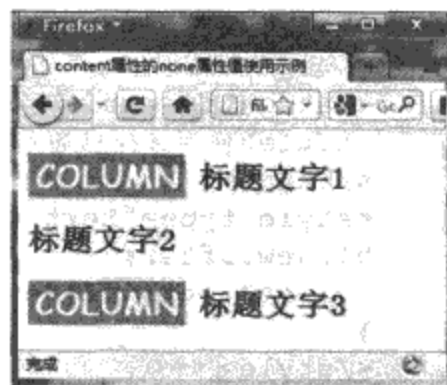 Firefox
content属性的none属性值使用示例
COLUMN 标题文字1
标题文字2
COLUMN 标题文字3
完成